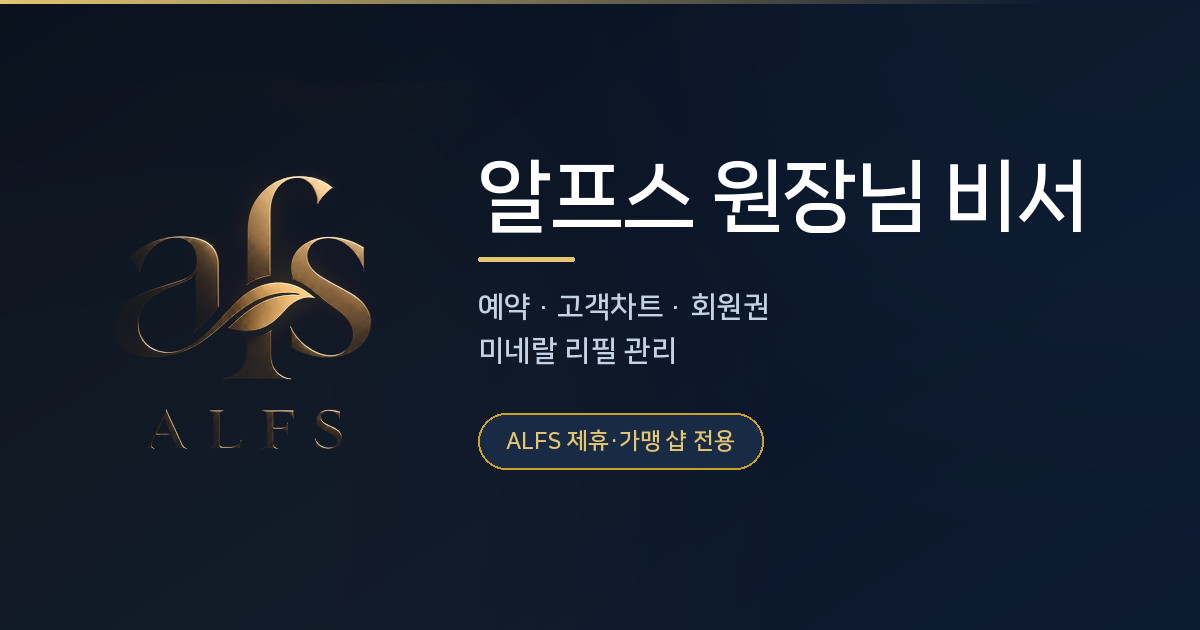 afs
ALFS
알프스 원장님 비서
예약 · 고객차트 · 회원권
미네랄 리필 관리
ALFS 제휴·가맹 샵 전용